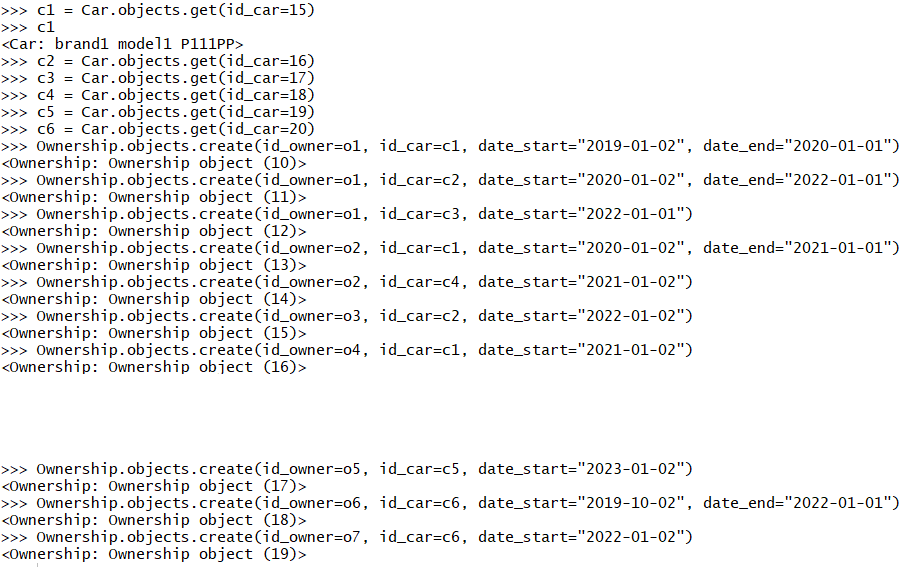 >>> c1 = Car.objects.get(id_car=15)
>>> c1
<Car: brand1 model1 P111PP>
>>> c2 = Car.objects.get(id_car=16)
>>> c3 = Car.objects.get(id_car=17)
>>> c4 = Car.objects.get(id_car=18)
>>> c5 = Car.objects.get(id_car=19)
>>> c6 = Car.objects.get(id_car=20)
>>> Ownership.objects.create(id_owner=o1, id_car=c1, date_start="2019-01-02", date_end="2020-01-01")
<Ownership: Ownership object (10)>
>>> Ownership.objects.create(id_owner=o1, id_car=c2, date_start="2020-01-02", date_end="2022-01-01")
<Ownership: Ownership object (11)>
>>> Ownership.objects.create(id_owner=o1, id_car=c3, date_start="2022-01-01")
<Ownership: Ownership object (12)>
>>> Ownership.objects.create(id_owner=o2, id_car=c1, date_start="2020-01-02", date_end="2021-01-01")
<Ownership: Ownership object (13)>
>>> Ownership.objects.create(id_owner=o2, id_car=c4, date_start="2021-01-02")
<Ownership: Ownership object (14)>
>>> Ownership.objects.create(id_owner=o3, id_car=c2, date_start="2022-01-02")
<Ownership: Ownership object (15)>
>>> Ownership.objects.create(id_owner=o4, id_car=c1, date_start="2021-01-02")
<Ownership: Ownership object (16)>
>>> Ownership.objects.create(id_owner=o5, id_car=c5, date_start="2023-01-02")
<Ownership: Ownership object (17)>
>>> Ownership.objects.create(id_owner=o6, id_car=c6, date_start="2019-10-02", date_end="2022-01-01")
<Ownership: Ownership object (18)>
>>> Ownership.objects.create(id_owner=o7, id_car=c6, date_start="2022-01-02")
<Ownership: Ownership object (19)>